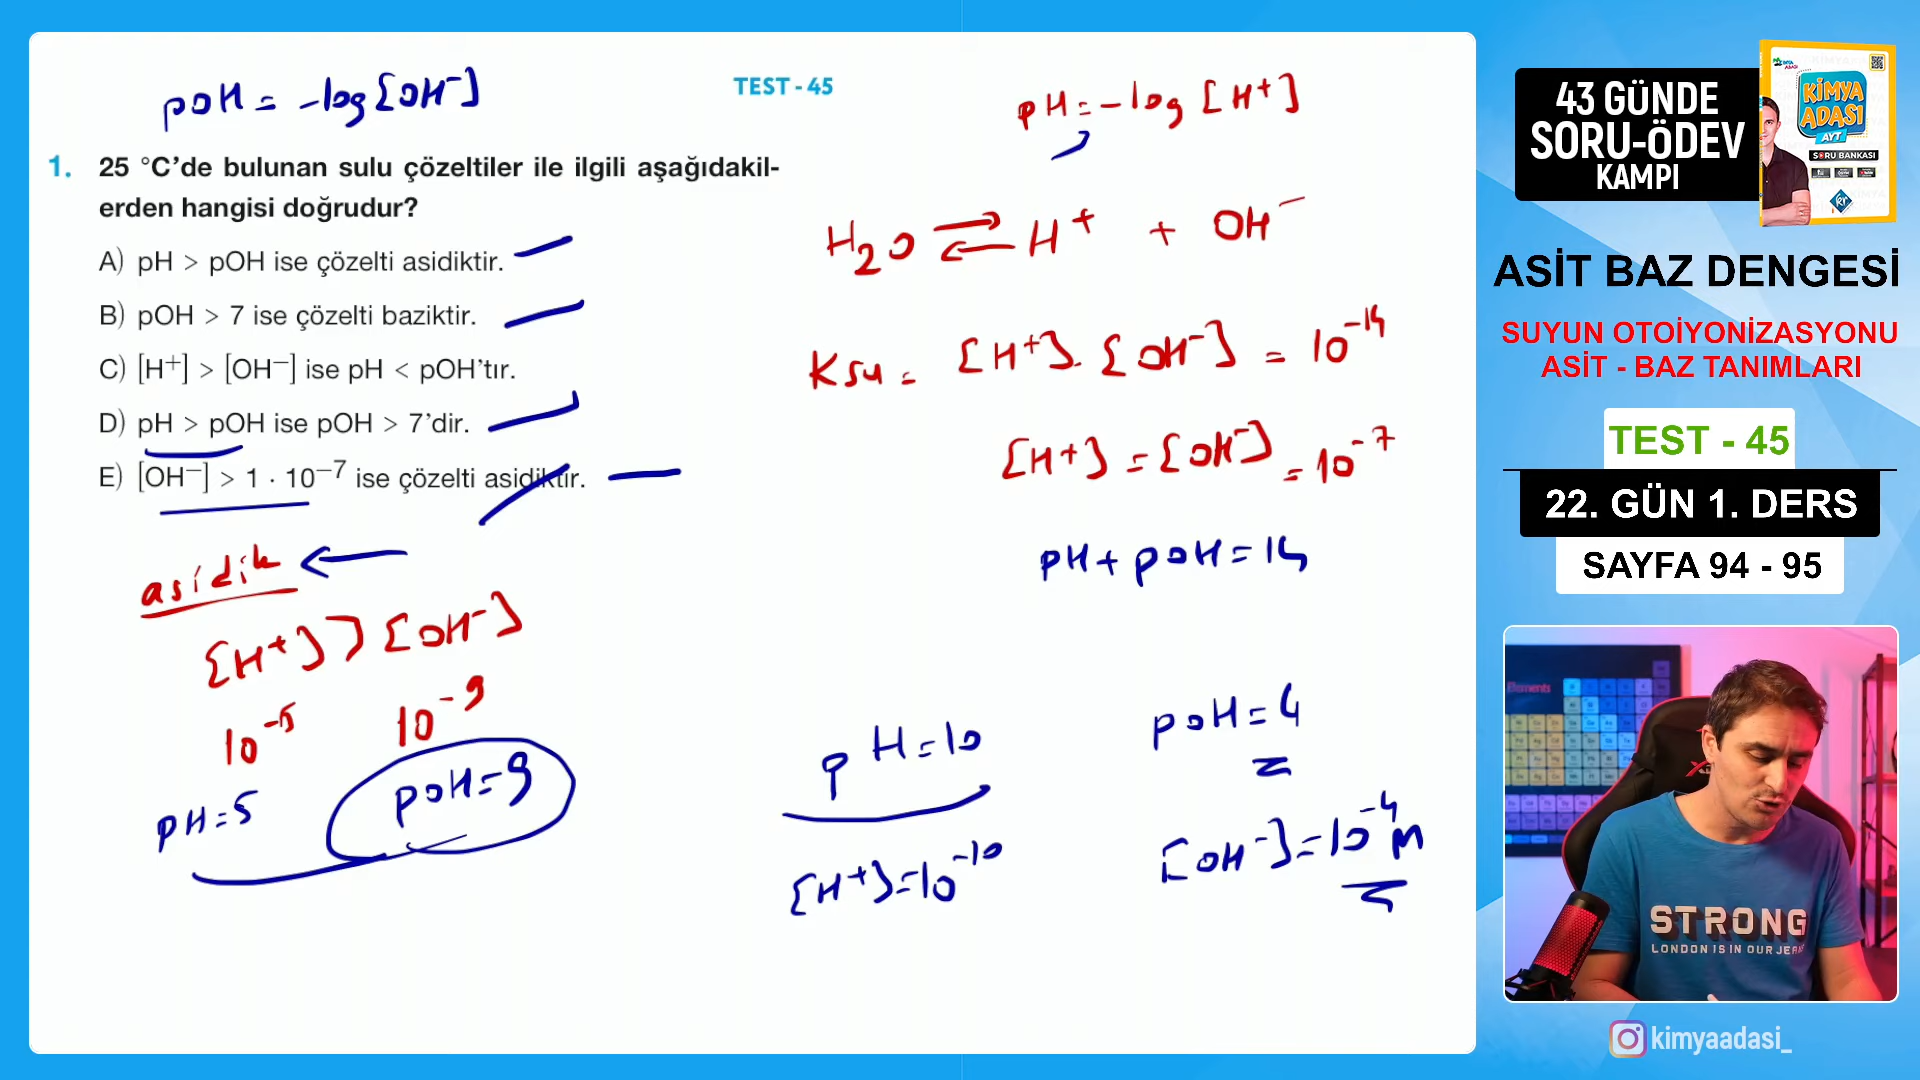 pOH = -log[OH⁻]
TEST - 45
pH = -log [H⁺]
1. 25 °C’de bulunan sulu çözeltiler ile ilgili aşağıdakil-
erden hangisi doğrudur?
A) pH > pOH ise çözelti asidiktir.
B) pOH > 7 ise çözelti baziktir.
C) [H⁺] > [OH⁻] ise pH < pOH’tır.
D) pH > pOH ise pOH > 7’dir.
E) [OH⁻] > 1 · 10⁻⁷ ise çözelti asidiktir.
asidik
[H⁺] > [OH⁻]
10⁻⁵ 10⁻⁹
pH = 5 pOH = 9
H₂O ⇌ H⁺ + OH⁻
Ksu = [H⁺] . [OH⁻] = 10⁻¹⁴
[H⁺] = [OH⁻] = 10⁻⁷
pH + pOH = 14
pH = 10 pOH = 4
[H⁺] = 10⁻¹⁰ [OH⁻] = 10⁻⁴ M
43 GÜNDE
SORU-ÖDEV
KAMPI
KİMYA
ADASI
AYT
SORU BANKASI
ASİT BAZ DENGESİ
SUYUN OTOİYONİZASYONU
ASİT - BAZ TANIMLARI
TEST - 45
22. GÜN 1. DERS
SAYFA 94 - 95
STRONG
LONDON IS IN OUR JEANS
kimyaadasi_